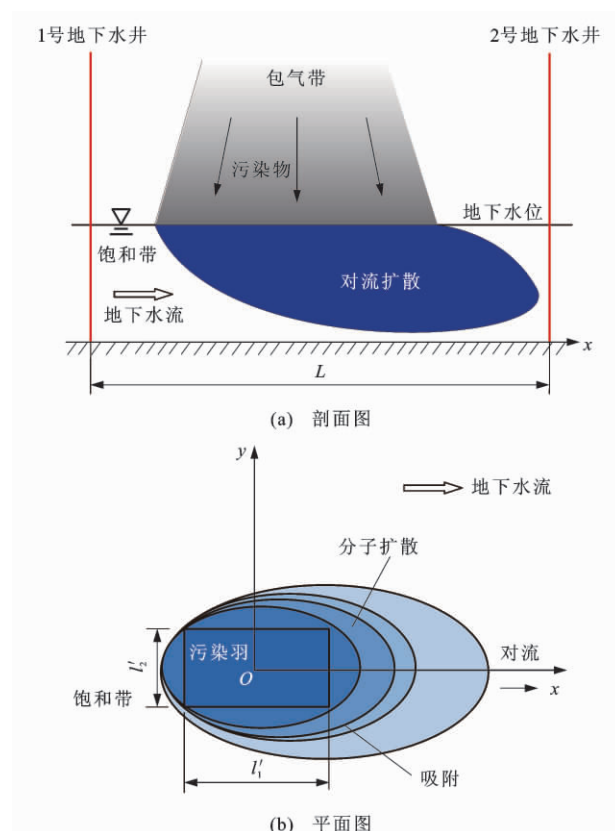 1号地下水井 2号地下水井
包气带
污染物
地下水位
饱和带
对流扩散
地下水流
x
L
(a) 剖面图
y
地下水流
分子扩散
污染羽
对流
l′2
O
x
饱和带
吸附
l′1
(b) 平面图